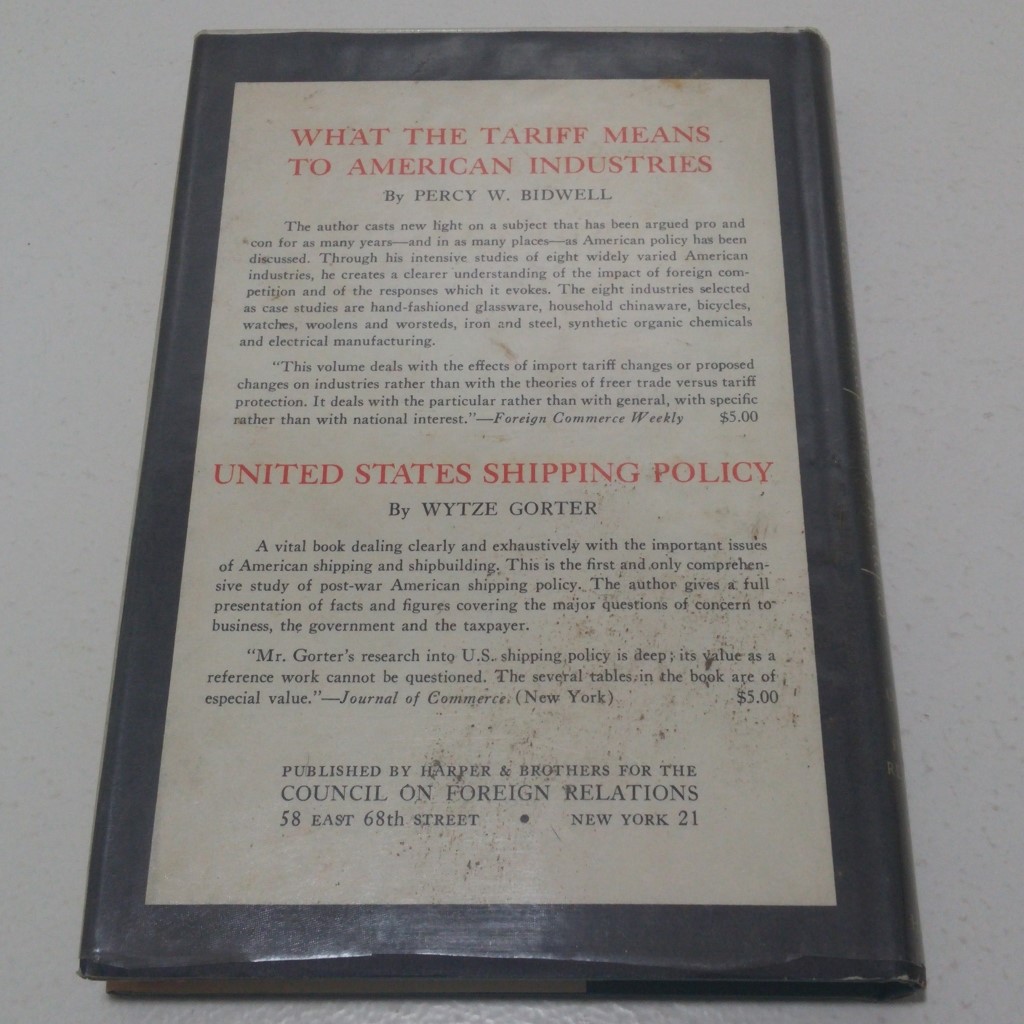 WHAT THE TARIFF MEANS
TO AMERICAN INDUSTRIES
By PERCY W. BIDWELL
The author casts new light on a subject that has been argued pro and
con for as many years—and in as many places—as American policy has been
discussed. Through his intensive studies of eight widely varied American
industries, he creates a clearer understanding of the impact of foreign com-
petition and of the responses which it evokes. The eight industries selected
as case studies are hand-fashioned glassware, household chinaware, bicycles,
watches, woolens and worsteds, iron and steel, synthetic organic chemicals
and electrical manufacturing.
"This volume deals with the effects of import tariff changes or proposed
changes on industries rather than with the theories of freer trade versus tariff
protection. It deals with the particular rather than with general, with specific
rather than with national interest."—Foreign Commerce Weekly $5.00
UNITED STATES SHIPPING POLICY
By WYTZE GORTER
A vital book dealing clearly and exhaustively with the important issues
of American shipping and shipbuilding. This is the first and only comprehen-
sive study of post-war American shipping policy. The author gives a full
presentation of facts and figures covering the major questions of concern to
business, the government and the taxpayer.
"Mr. Gorter's research into U.S. shipping policy is deep; its value as a
reference work cannot be questioned. The several tables in the book are of
especial value."—Journal of Commerce (New York) $5.00
PUBLISHED BY HARPER & BROTHERS FOR THE
COUNCIL ON FOREIGN RELATIONS
58 EAST 68th STREET • NEW YORK 21